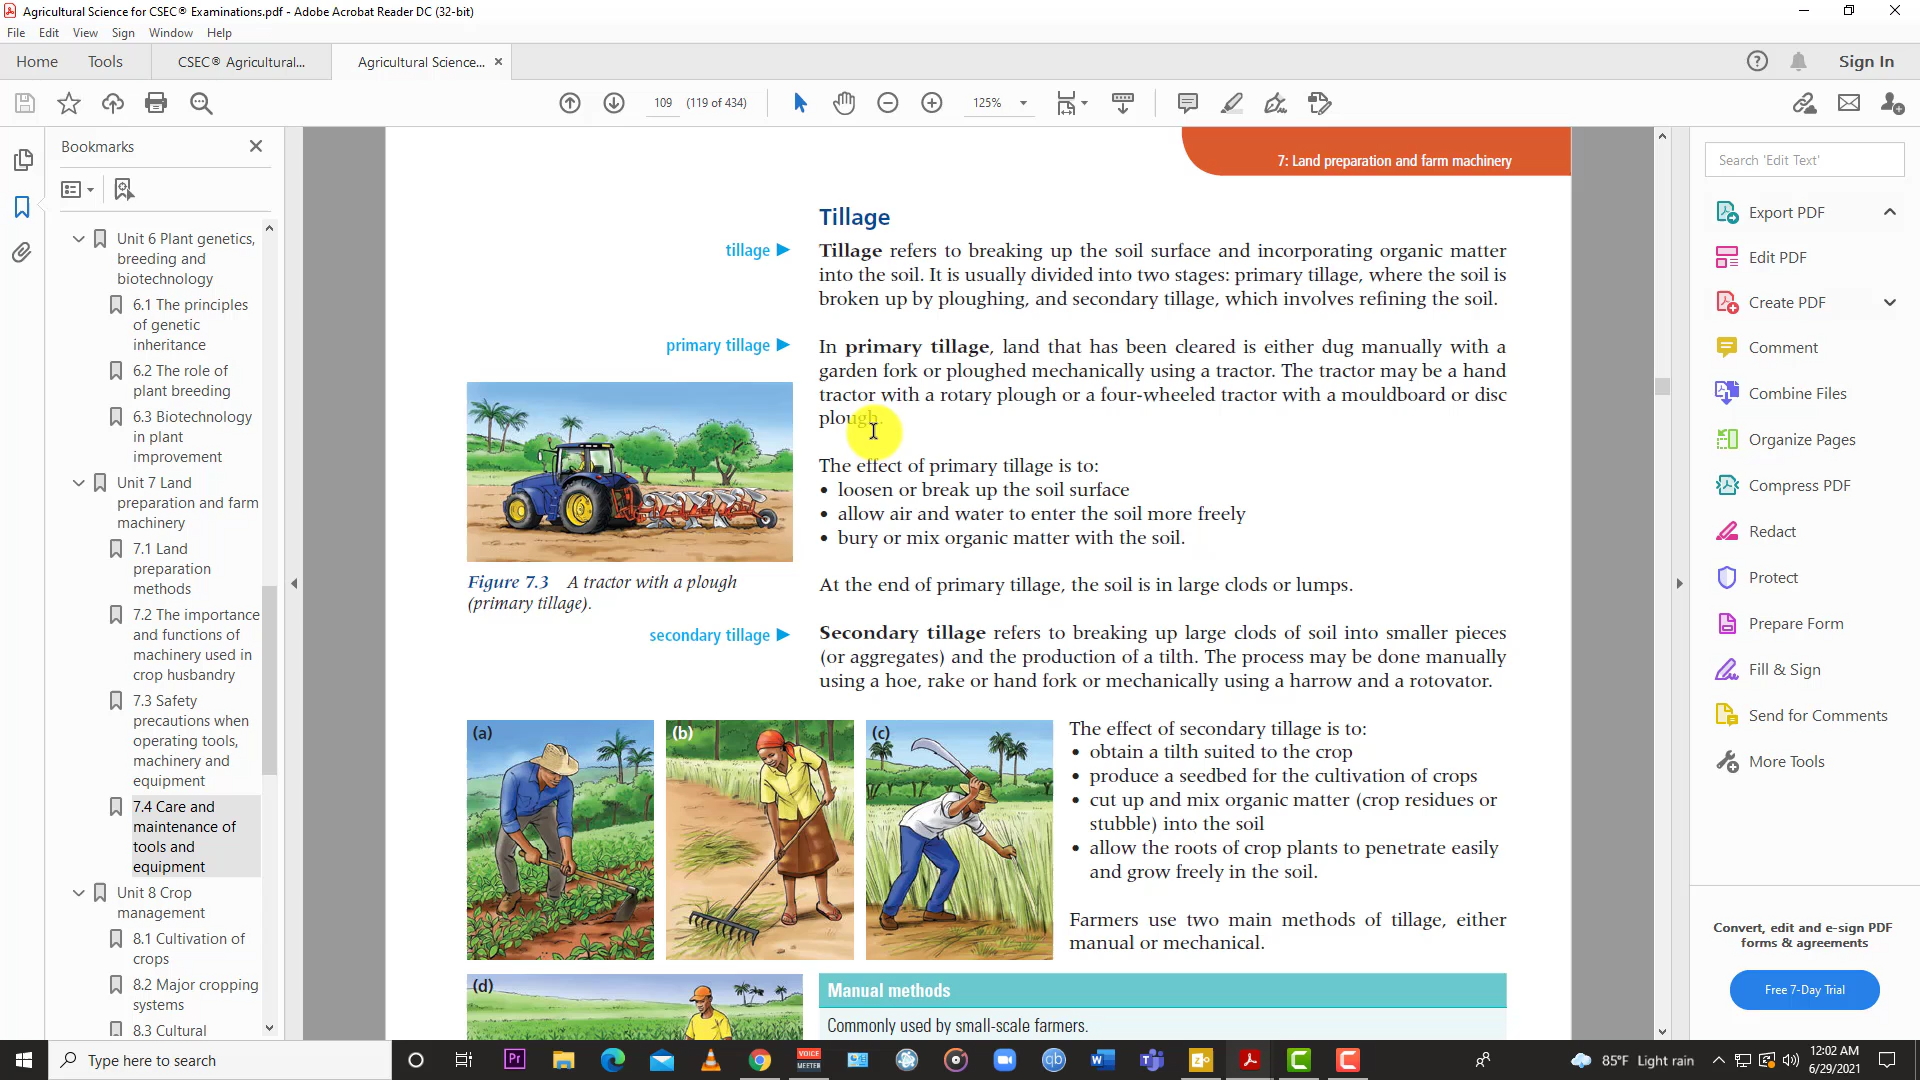 Agricultural Science for CSEC® Examinations.pdf - Adobe Acrobat Reader DC (32-bit)
File Edit View Sign Window Help
Home Tools CSEC® Agricultural... Agricultural Science... × Sign In
109 (119 of 434) 125%
Bookmarks
Unit 6 Plant genetics,
breeding and
biotechnology
6.1 The principles
of genetic
inheritance
6.2 The role of
plant breeding
6.3 Biotechnology
in plant
improvement
Unit 7 Land
preparation and farm
machinery
7.1 Land
preparation
methods
7.2 The importance
and functions of
machinery used in
crop husbandry
7.3 Safety
precautions when
operating tools,
machinery and
equipment
7.4 Care and
maintenance of
tools and
equipment
Unit 8 Crop
management
8.1 Cultivation of
crops
8.2 Major cropping
systems
8.3 Cultural
7: Land preparation and farm machinery
Tillage
tillage ▶
Tillage refers to breaking up the soil surface and incorporating organic matter
into the soil. It is usually divided into two stages: primary tillage, where the soil is
broken up by ploughing, and secondary tillage, which involves refining the soil.
primary tillage ▶
In primary tillage, land that has been cleared is either dug manually with a
garden fork or ploughed mechanically using a tractor. The tractor may be a hand
tractor with a rotary plough or a four-wheeled tractor with a mouldboard or disc
plough.
The effect of primary tillage is to:
• loosen or break up the soil surface
• allow air and water to enter the soil more freely
• bury or mix organic matter with the soil.
Figure 7.3 A tractor with a plough
(primary tillage).
At the end of primary tillage, the soil is in large clods or lumps.
secondary tillage ▶
Secondary tillage refers to breaking up large clods of soil into smaller pieces
(or aggregates) and the production of a tilth. The process may be done manually
using a hoe, rake or hand fork or mechanically using a harrow and a rotovator.
(a) (b) (c)
The effect of secondary tillage is to:
• obtain a tilth suited to the crop
• produce a seedbed for the cultivation of crops
• cut up and mix organic matter (crop residues or
stubble) into the soil
• allow the roots of crop plants to penetrate easily
and grow freely in the soil.
Farmers use two main methods of tillage, either
manual or mechanical.
(d)
Manual methods
Commonly used by small-scale farmers.
Search 'Edit Text'
Export PDF
Edit PDF
Create PDF
Comment
Combine Files
Organize Pages
Compress PDF
Redact
Protect
Prepare Form
Fill & Sign
Send for Comments
More Tools
Convert, edit and e-sign PDF
forms & agreements
Free 7-Day Trial
Type here to search
Pr
VOICE
MEETER
qb
85°F Light rain
12:02 AM
6/29/2021